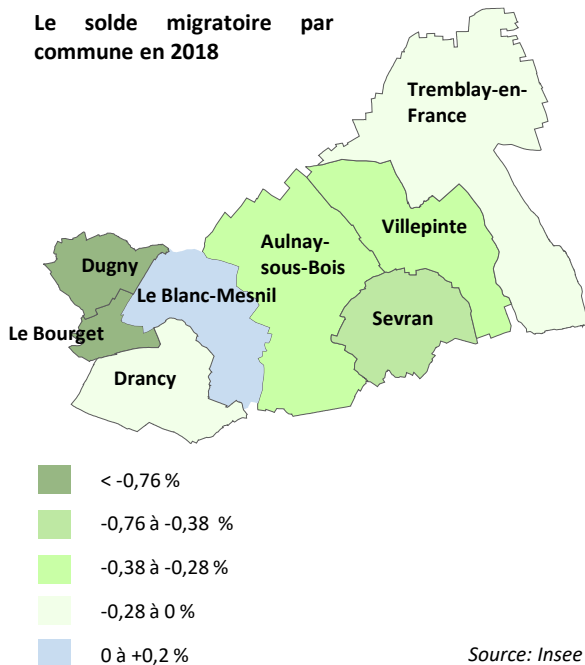 Le solde migratoire par
commune en 2018
Tremblay-en-
France
Villepinte
Aulnay-
sous-Bois
Dugny
Le Blanc-Mesnil
Sevran
Le Bourget
Drancy
< -0,76 %
-0,76 à -0,38 %
-0,38 à -0,28 %
-0,28 à 0 %
0 à +0,2 %
Source: Insee